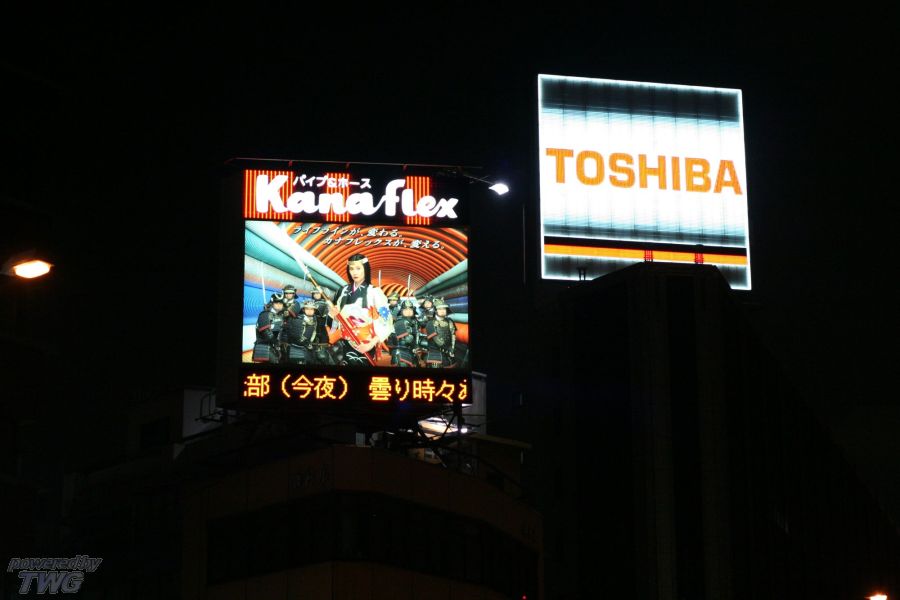 パイプ&ホース
Kanaflex
ライフラインが、変わる。
カナフレックスが、変える。
部（今夜） 曇り時々
TOSHIBA
powered by
TWG